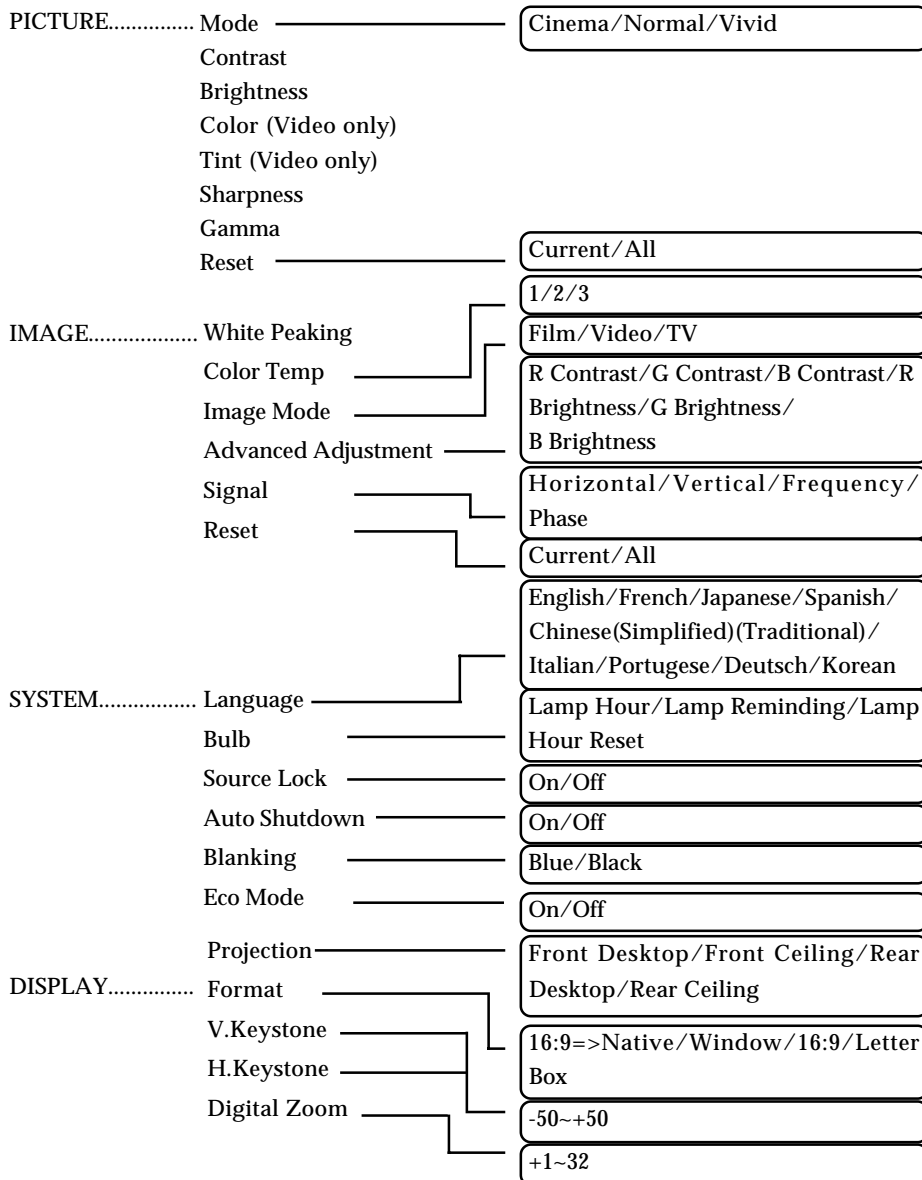 PICTURE............... Mode Cinema/Normal/Vivid
Contrast
Brightness
Color (Video only)
Tint (Video only)
Sharpness
Gamma
Reset Current/All
1/2/3
IMAGE................... White Peaking Film/Video/TV
Color Temp R Contrast/G Contrast/B Contrast/R
Image Mode Brightness/G Brightness/
Advanced Adjustment B Brightness
Signal Horizontal/Vertical/Frequency/
Phase
Reset Current/All
English/French/Japanese/Spanish/
Chinese(Simplified)(Traditional)/
Italian/Portugese/Deutsch/Korean
SYSTEM................. Language Lamp Hour/Lamp Reminding/Lamp
Bulb Hour Reset
Source Lock On/Off
Auto Shutdown On/Off
Blanking Blue/Black
Eco Mode On/Off
Projection Front Desktop/Front Ceiling/Rear
DISPLAY............... Format Desktop/Rear Ceiling
V.Keystone 16:9=>Native/Window/16:9/Letter
H.Keystone Box
Digital Zoom -50~+50
+1~32